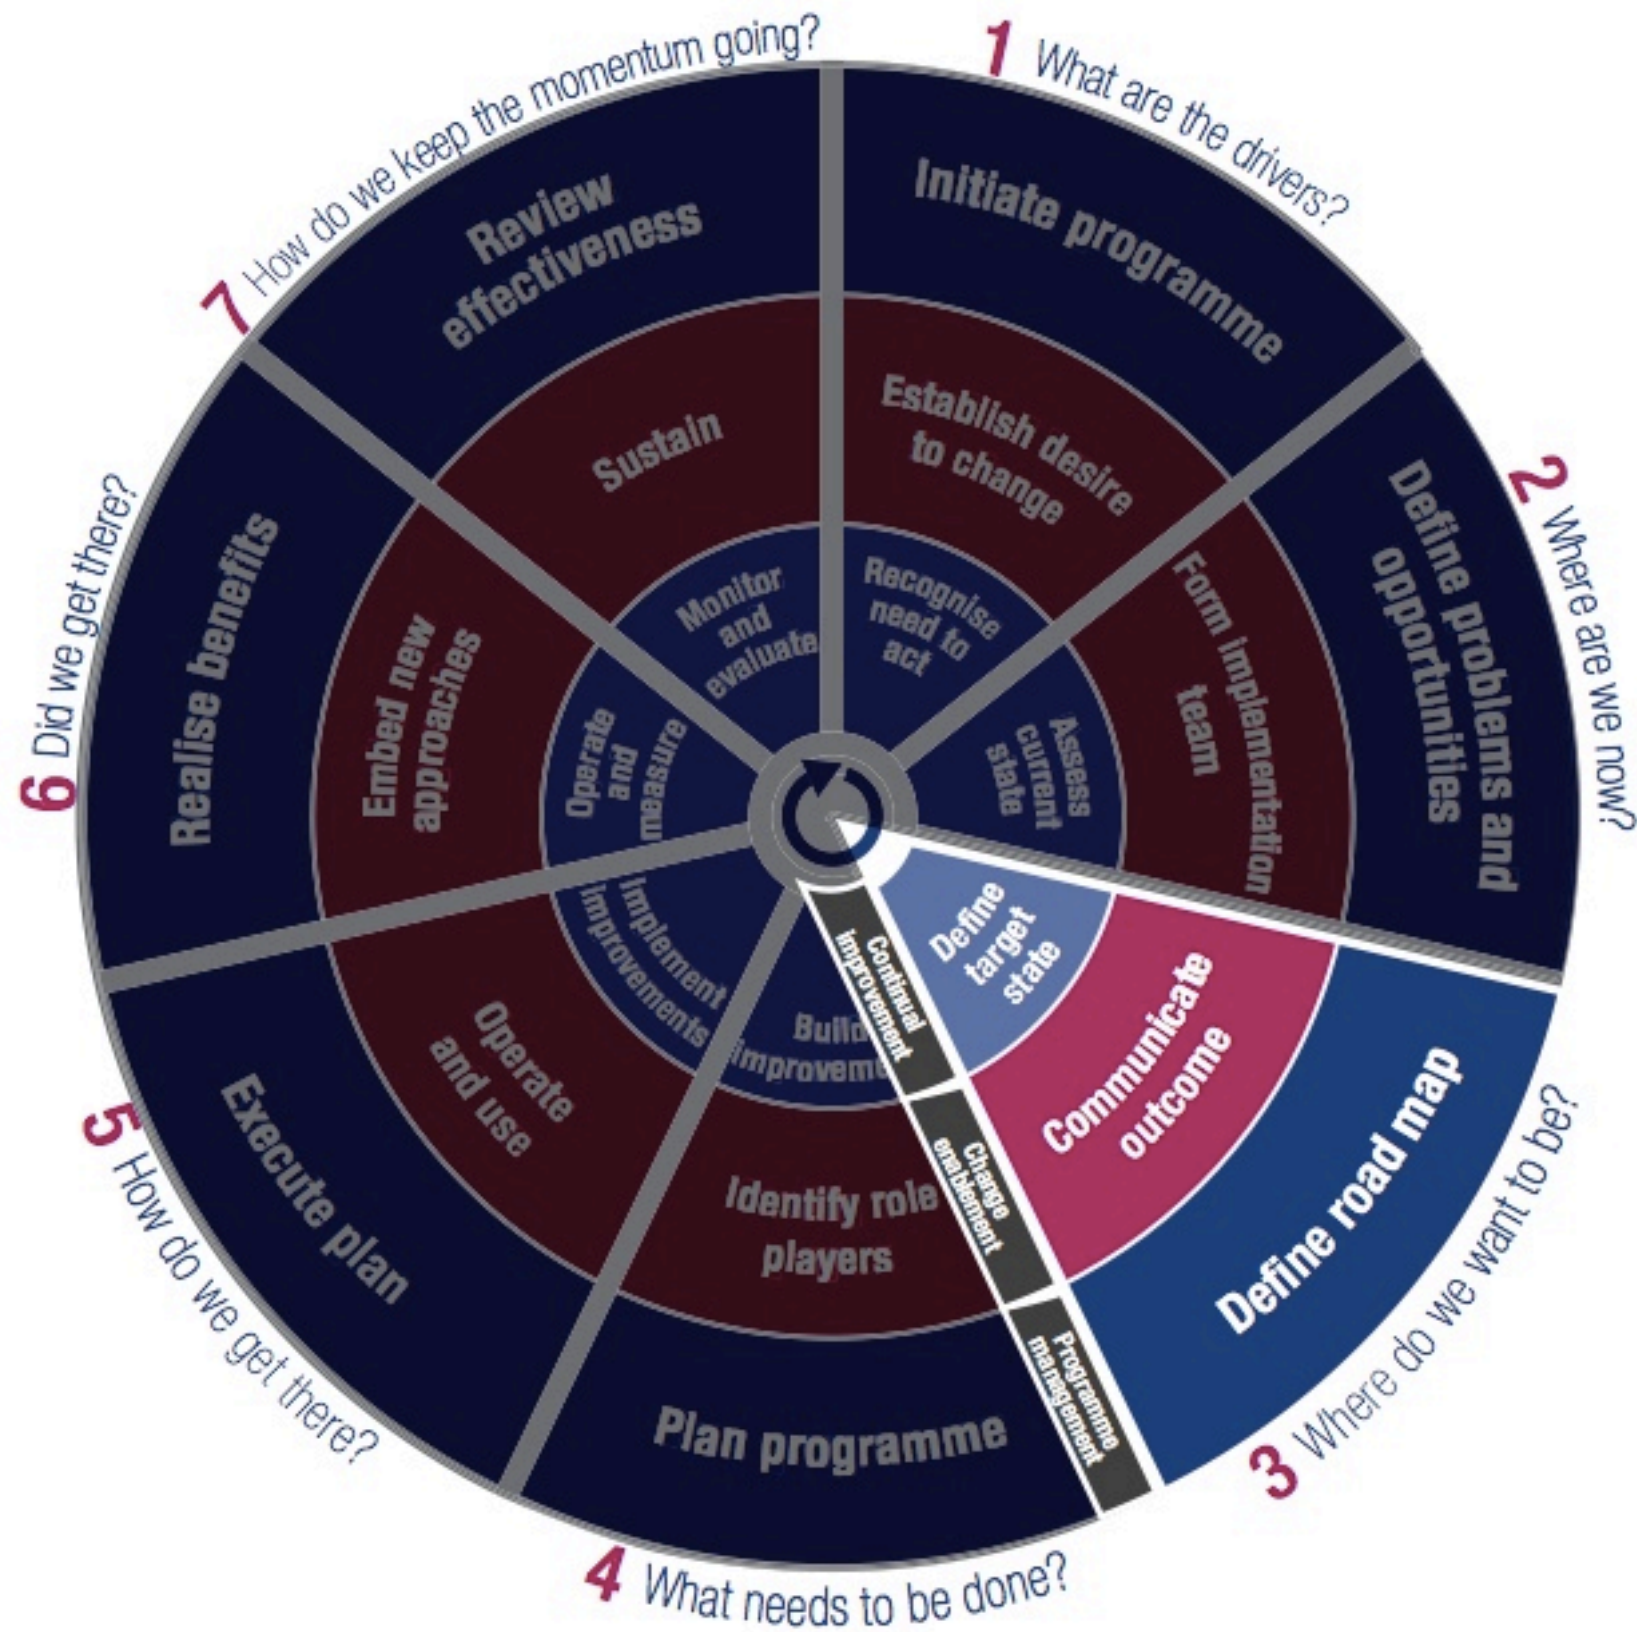 1 What are the drivers?
Initiate programme
Establish desire
to change
Recognise
need to
act
2 Where are we now?
Define problems and
opportunities
Form implementation
team
Assess
current
state
3 Where do we want to be?
Define road map
Communicate
outcome
Define
target
state
Continual
improvement
Change
enablement
Programme
management
4 What needs to be done?
Plan programme
Identify role
players
Build
improveme
5 How do we get there?
Execute plan
Operate
and use
Implement
improvements
6 Did we get there?
Realise benefits
Embed new
approaches
Operate
and
measure
7 How do we keep the momentum going?
Review
effectiveness
Sustain
Monitor
and
evaluate